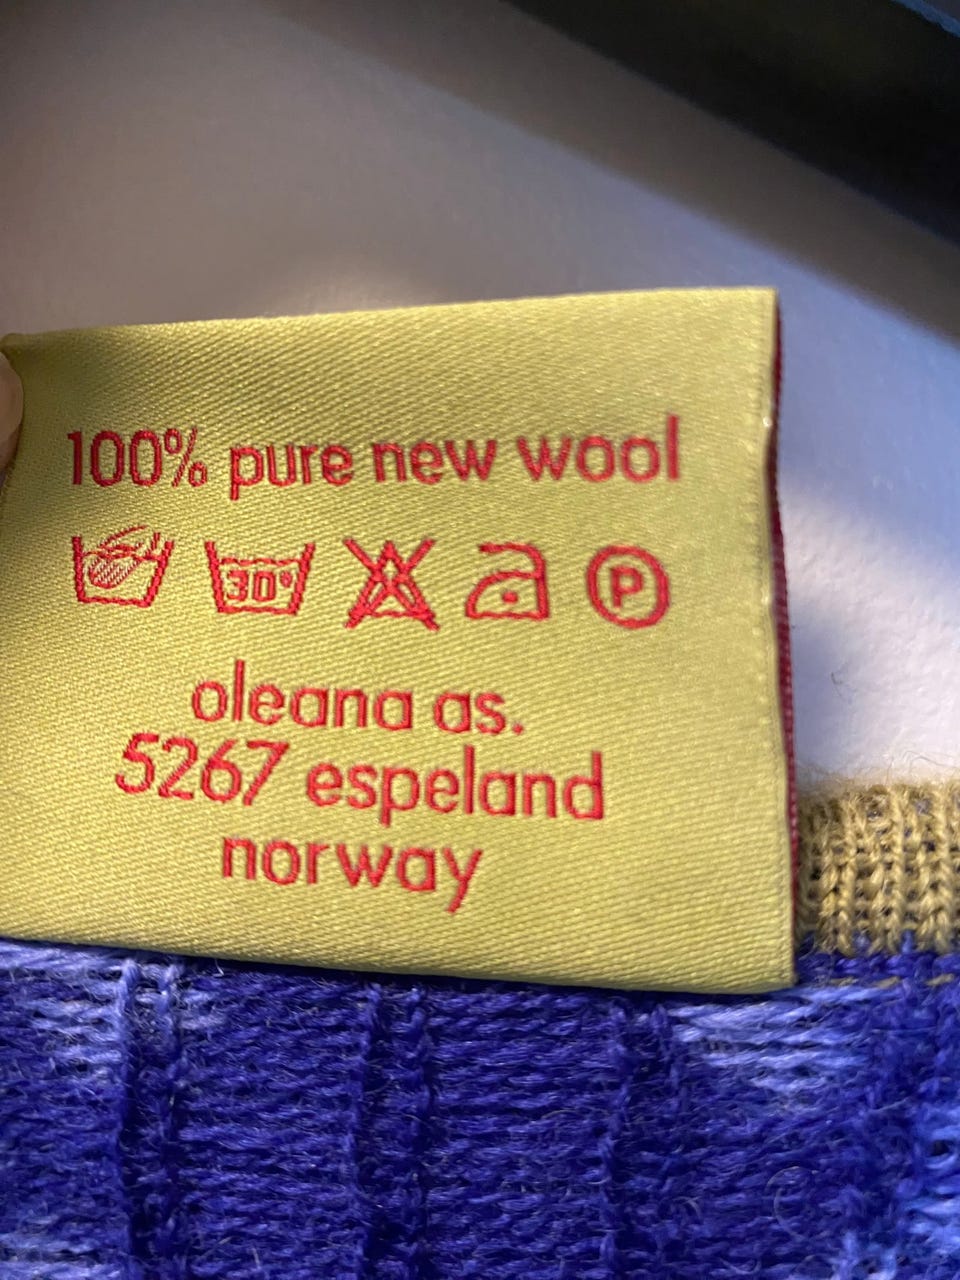 100% pure new wool
30°
P
oleana as.
5267 espeland
norway